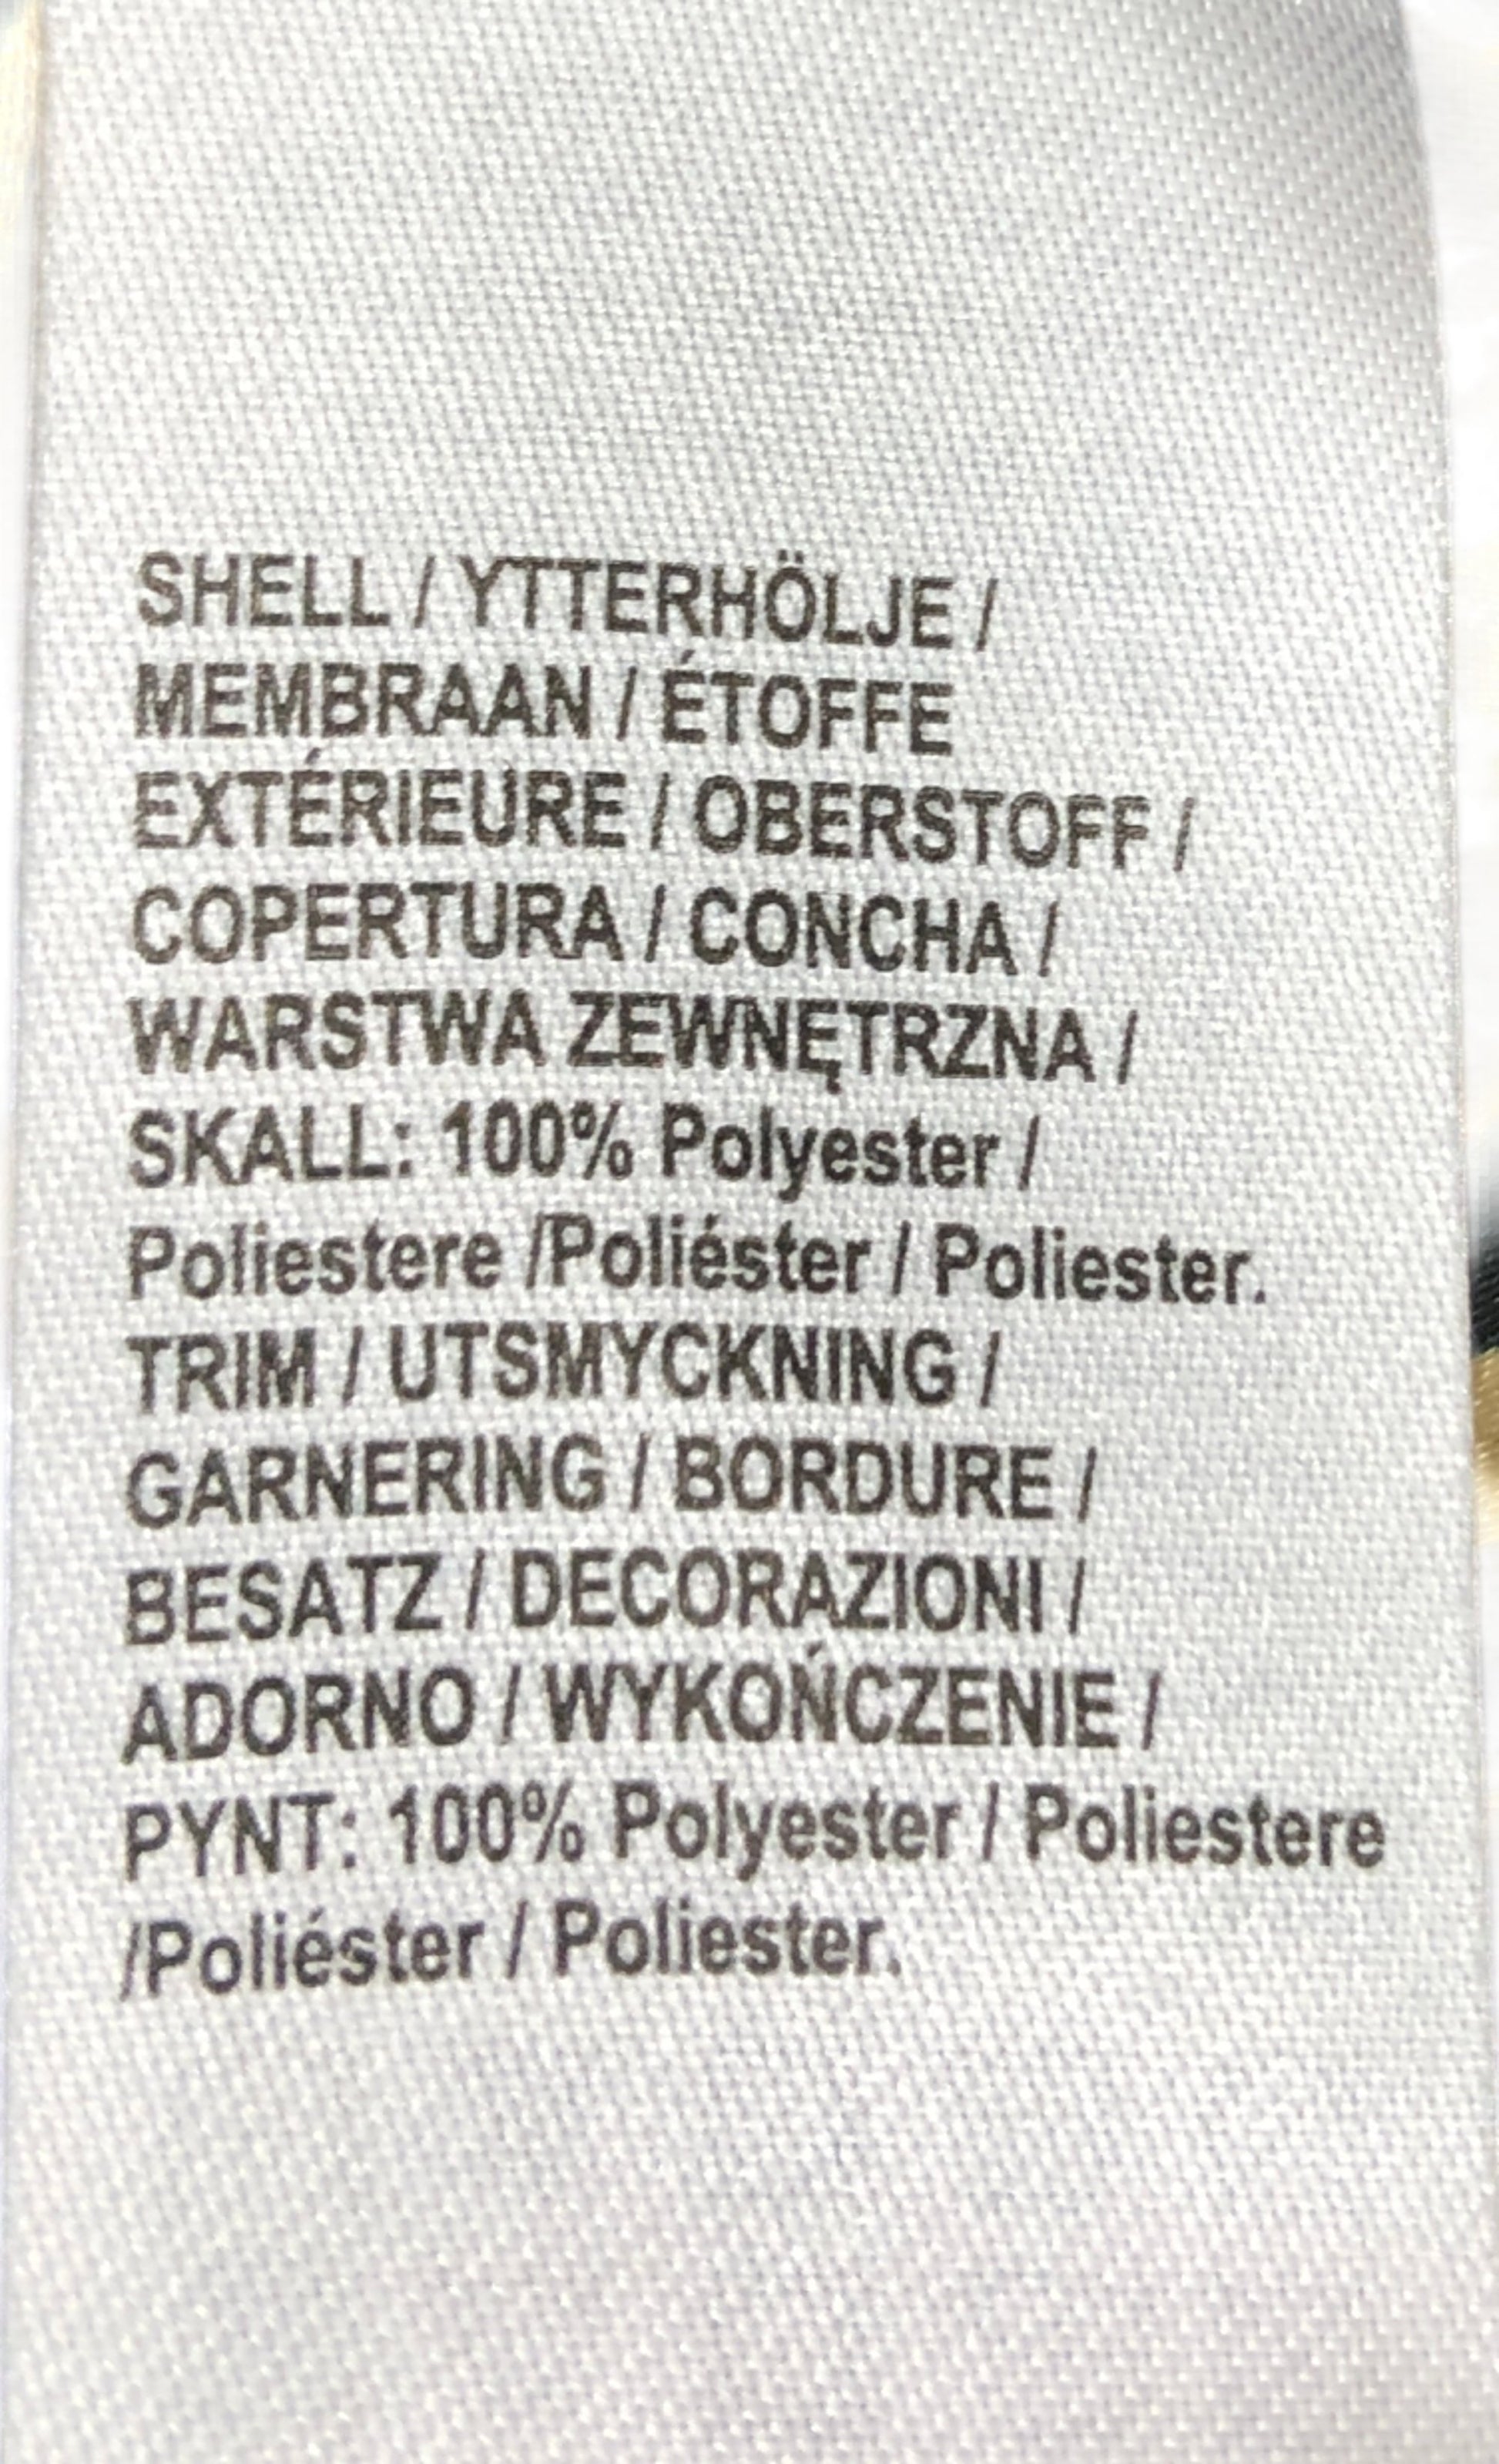 SHELL / YTTERHÖLJE /
MEMBRAAN / ÉTOFFE
EXTÉRIEURE / OBERSTOFF /
COPERTURA / CONCHA /
WARSTWA ZEWNĘTRZNA /
SKALL: 100% Polyester /
Poliestere /Poliéster / Poliester.
TRIM / UTSMYCKNING /
GARNERING / BORDURE /
BESATZ / DECORAZIONI /
ADORNO / WYKOŃCZENIE /
PYNT: 100% Polyester / Poliestere
/Poliéster / Poliester.